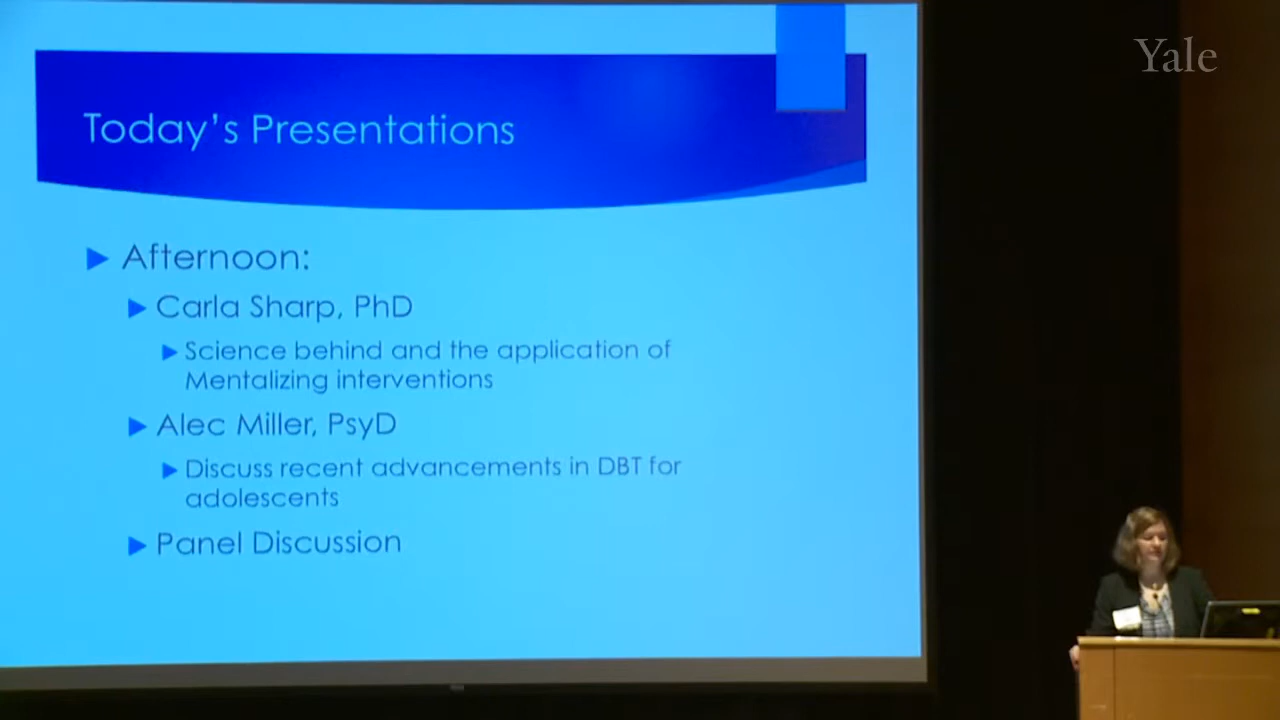 Yale
Today's Presentations
Afternoon:
Carla Sharp, PhD
Science behind and the application of
Mentalizing interventions
Alec Miller, PsyD
Discuss recent advancements in DBT for
adolescents
Panel Discussion